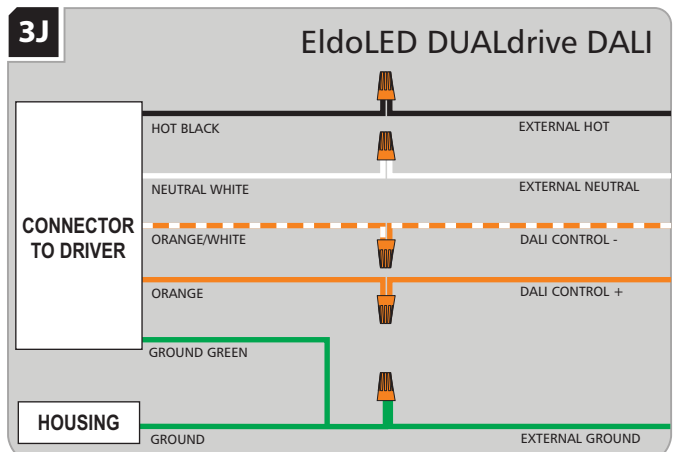 3J
EldoLED DUALdrive DALI
HOT BLACK
EXTERNAL HOT
NEUTRAL WHITE
EXTERNAL NEUTRAL
CONNECTOR
TO DRIVER
ORANGE/WHITE
DALI CONTROL -
ORANGE
DALI CONTROL +
GROUND GREEN
HOUSING
GROUND
EXTERNAL GROUND